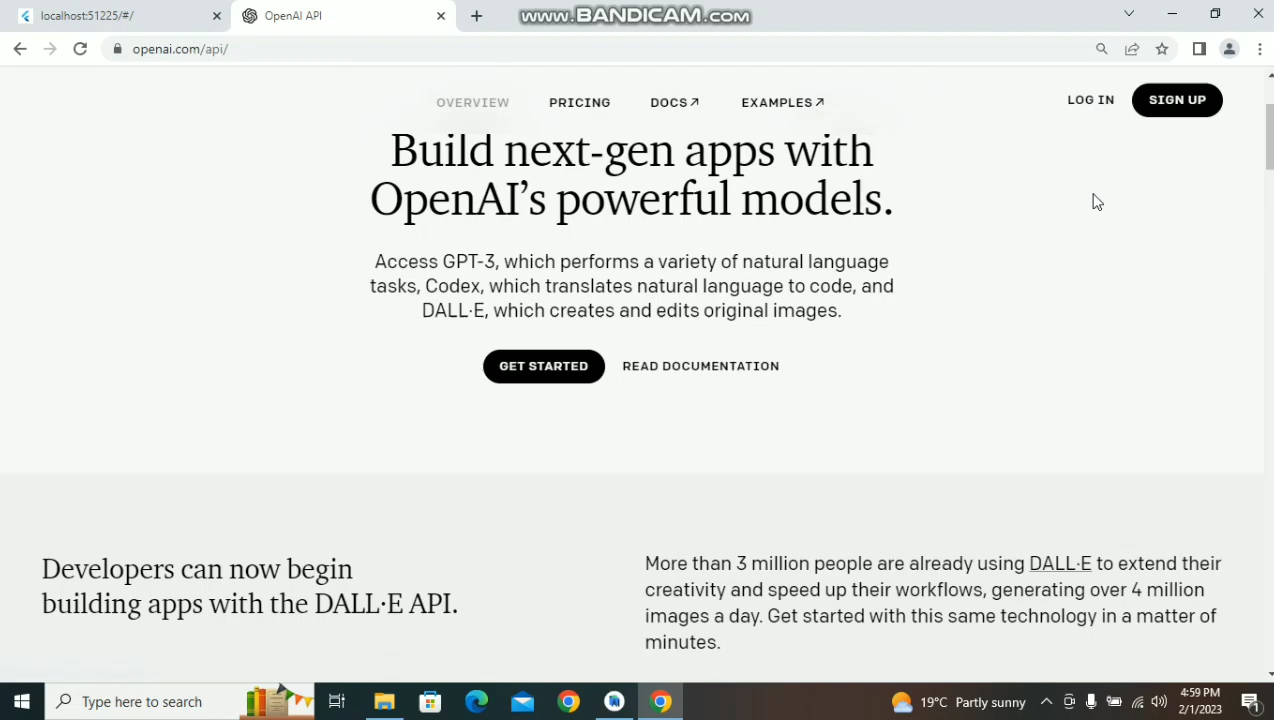 localhost:51225/#/
OpenAI API
www.BANDICAM.com
openai.com/api/
OVERVIEW
PRICING
DOCS↗
EXAMPLES↗
LOG IN
SIGN UP
Build next-gen apps with
OpenAI’s powerful models.
Access GPT-3, which performs a variety of natural language
tasks, Codex, which translates natural language to code, and
DALL·E, which creates and edits original images.
GET STARTED
READ DOCUMENTATION
Developers can now begin
building apps with the DALL·E API.
More than 3 million people are already using DALL·E to extend their
creativity and speed up their workflows, generating over 4 million
images a day. Get started with this same technology in a matter of
minutes.
Type here to search
19°C Partly sunny
4:59 PM
2/1/2023
1